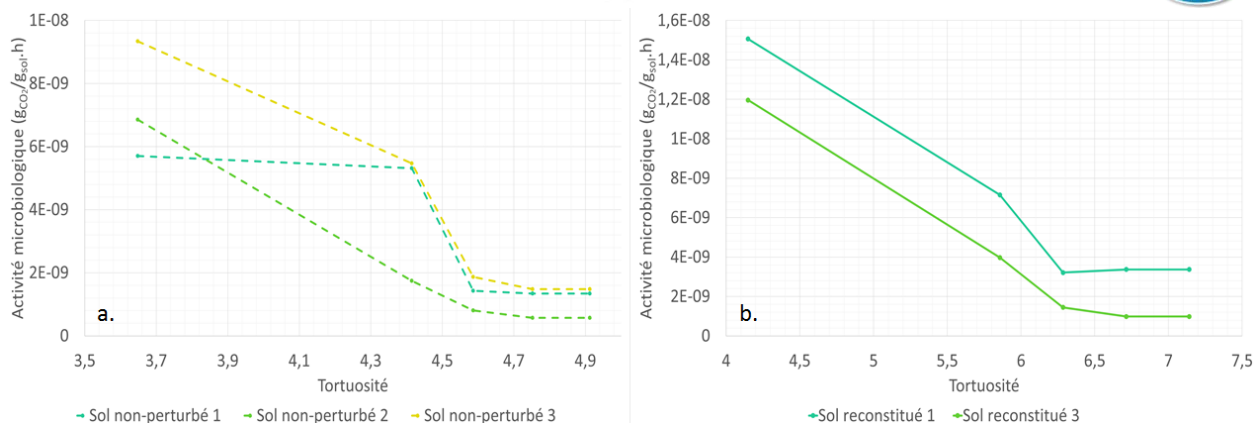 Activité microbiologique (gCO2/gsol.h)
1E-08
8E-09
6E-09
4E-09
2E-09
0
a.
3,5
3,7
3,9
4,1
4,3
4,5
4,7
4,9
Tortuosité
Sol non-perturbé 1
Sol non-perturbé 2
Sol non-perturbé 3
Activité microbiologique (gCO2/gsol.h)
1,6E-08
1,4E-08
1,2E-08
1E-08
8E-09
6E-09
4E-09
2E-09
0
b.
4
4,5
5
5,5
6
6,5
7
7,5
Tortuosité
Sol reconstitué 1
Sol reconstitué 3